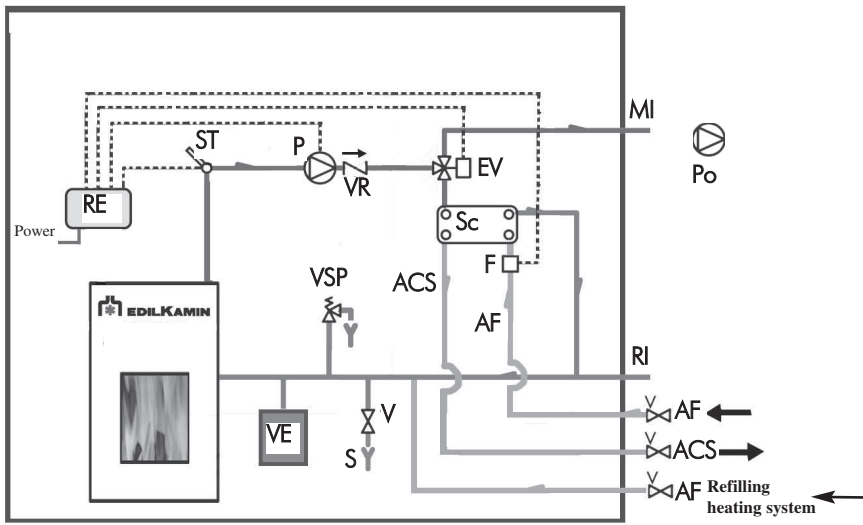 MI
ST
P
VR
EV
Po
RE
Power
Sc
F
VSP
ACS
AF
EDILKAMIN
RI
VE
V
S
V
AF
V
ACS
V
AF Refilling
heating system